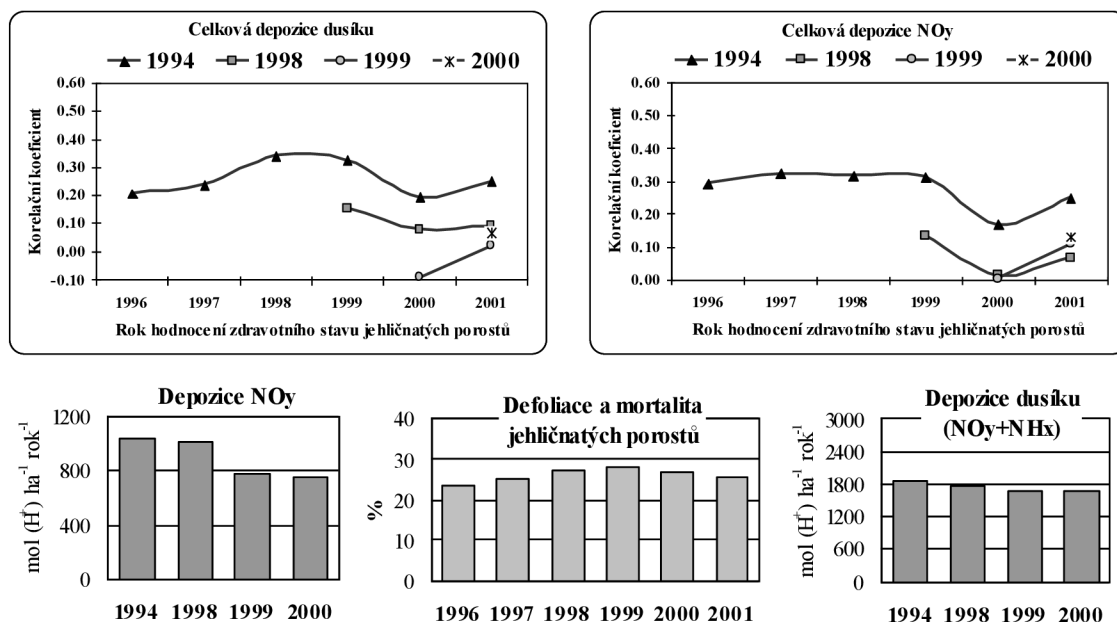 Celková depozice dusíku
1994 1998 1999 2000
Korelační koeficient
0.60
0.50
0.40
0.30
0.20
0.10
0.00
-0.10
1996 1997 1998 1999 2000 2001
Rok hodnocení zdravotního stavu jehličnatých porostů
Celková depozice NOy
1994 1998 1999 2000
Korelační koeficient
0.60
0.50
0.40
0.30
0.20
0.10
0.00
1996 1997 1998 1999 2000 2001
Rok hodnocení zdravotního stavu jehličnatých porostů
Depozice NOy
mol (H⁺) ha⁻¹ rok⁻¹
1200
800
400
0
1994 1998 1999 2000
Defoliace a mortalita
jehličnatých porostů
%
40
30
20
10
0
1996 1997 1998 1999 2000 2001
Depozice dusíku
(NOy+NHx)
mol (H⁺) ha⁻¹ rok⁻¹
3000
2400
1800
1200
600
0
1994 1998 1999 2000